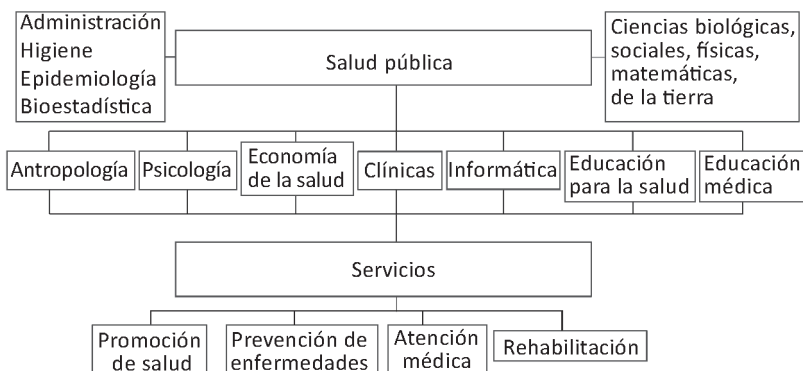 Administración
Higiene
Epidemiología
Bioestadística
Salud pública
Ciencias biológicas,
sociales, físicas,
matemáticas,
de la tierra
Antropología
Psicología
Economía
de la salud
Clínicas
Informática
Educación
para la salud
Educación
médica
Servicios
Promoción
de salud
Prevención de
enfermedades
Atención
médica
Rehabilitación